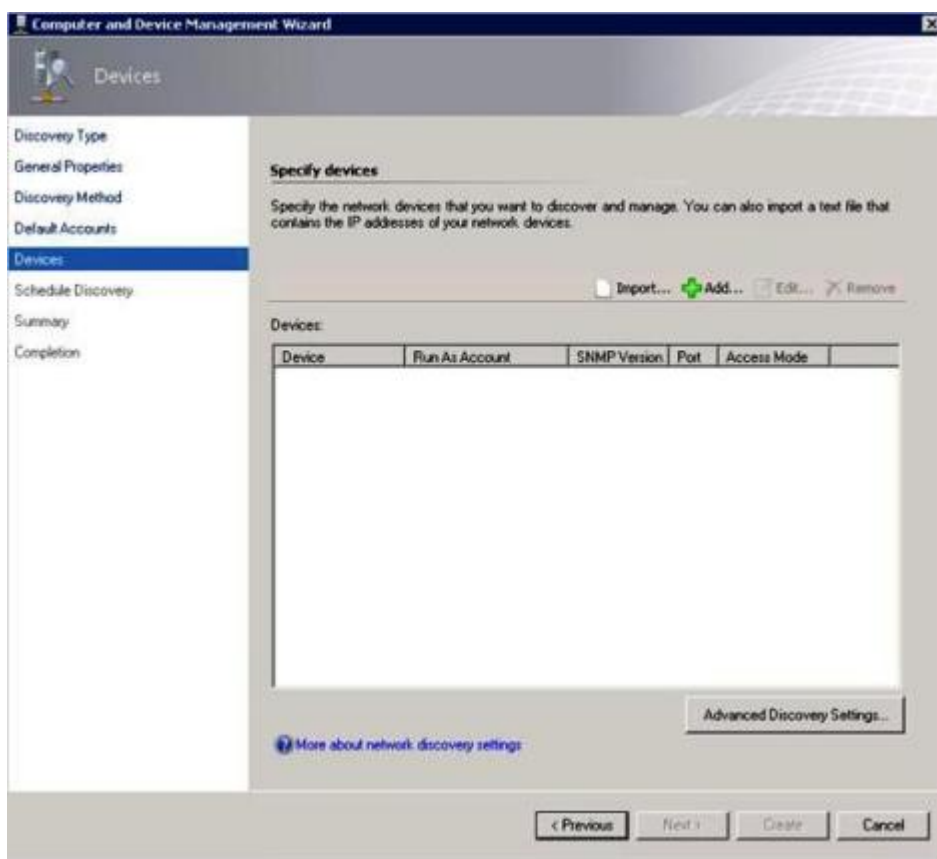 Computer and Device Management Wizard
Devices
Discovery Type
General Properties
Discovery Method
Default Accounts
Devices
Schedule Discovery
Summary
Completion
Specify devices
Specify the network devices that you want to discover and manage. You can also import a text file that
contains the IP addresses of your network devices.
Import... Add... Edit... Remove
Devices:
Device Run As Account SNMP Version Port Access Mode
Advanced Discovery Settings...
More about network discovery settings
< Previous Next > Create Cancel